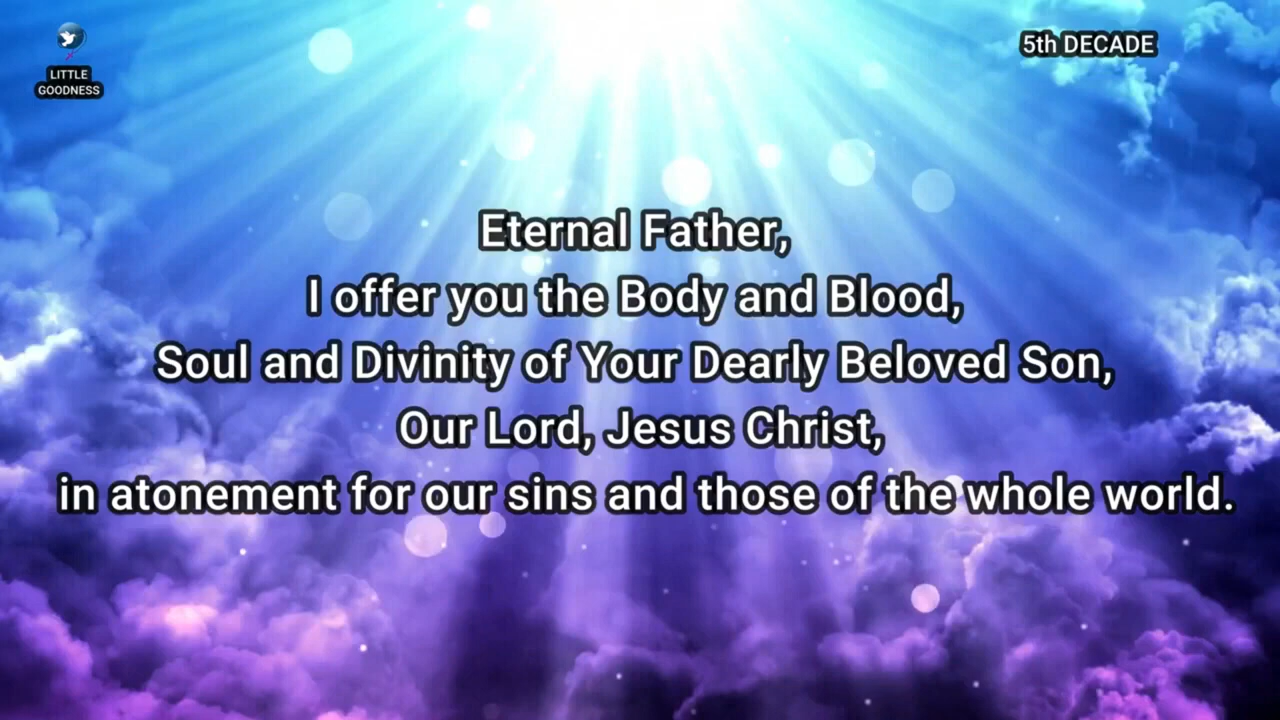 LITTLE
GOODNESS
5th DECADE
Eternal Father,
I offer you the Body and Blood,
Soul and Divinity of Your Dearly Beloved Son,
Our Lord, Jesus Christ,
in atonement for our sins and those of the whole world.